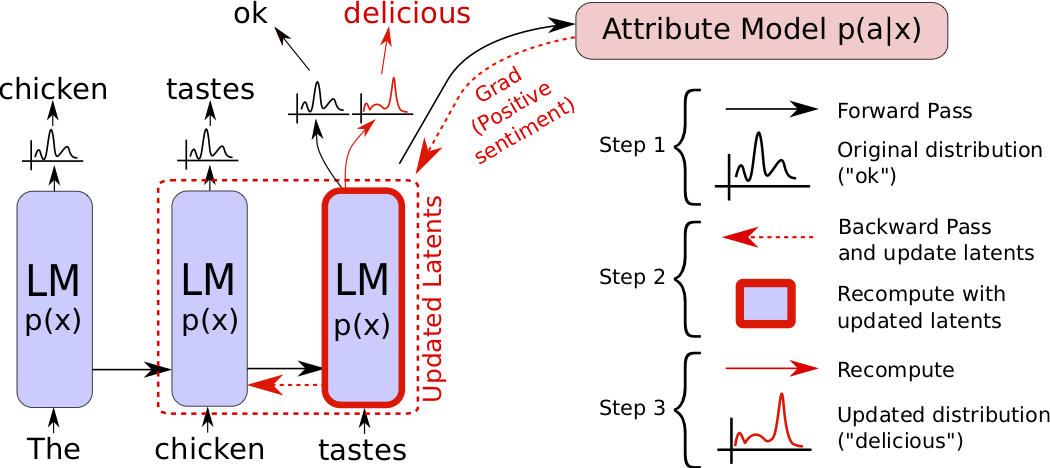 ok
delicious
Attribute Model p(a|x)
chicken
tastes
Grad
(Positive
sentiment)
LM
p(x)
LM
p(x)
LM
p(x)
Updated Latents
The
chicken
tastes
Step 1
Forward Pass
Original distribution
("ok")
Step 2
Backward Pass
and update latents
Recompute with
updated latents
Step 3
Recompute
Updated distribution
("delicious")